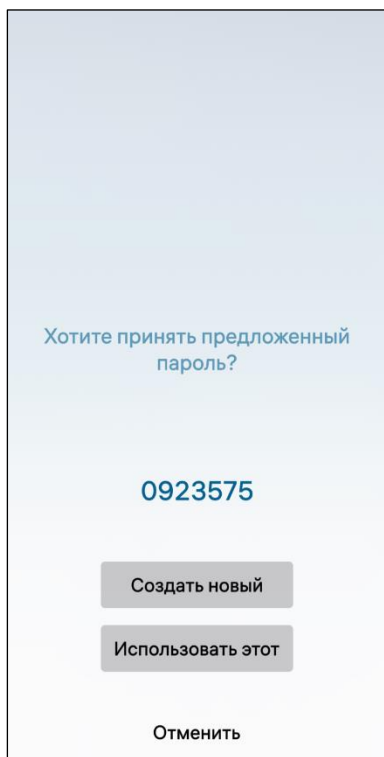 Хотите принять предложенный
пароль?
0923575
Создать новый
Использовать этот
Отменить